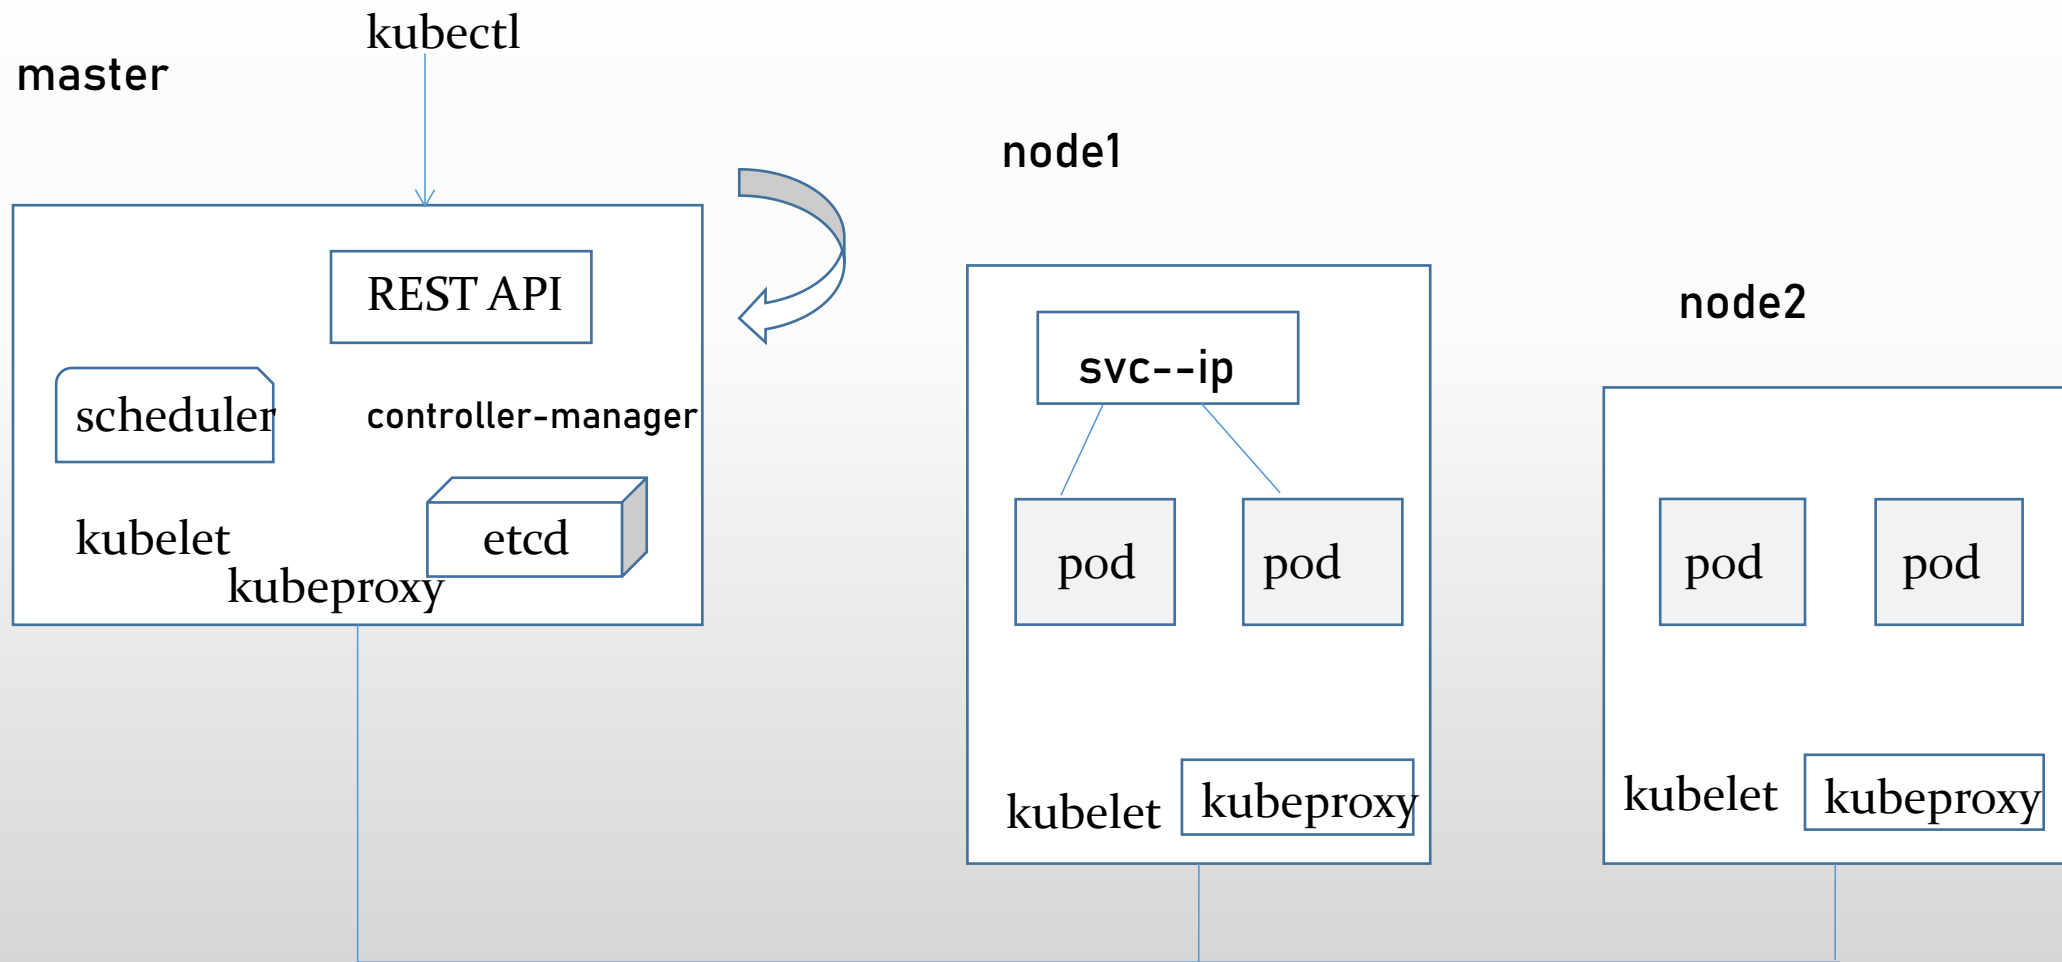 kubectl
master
REST API
scheduler
controller-manager
kubelet
etcd
kubeproxy
node1
svc--ip
pod
pod
kubelet
kubeproxy
node2
pod
pod
kubelet
kubeproxy